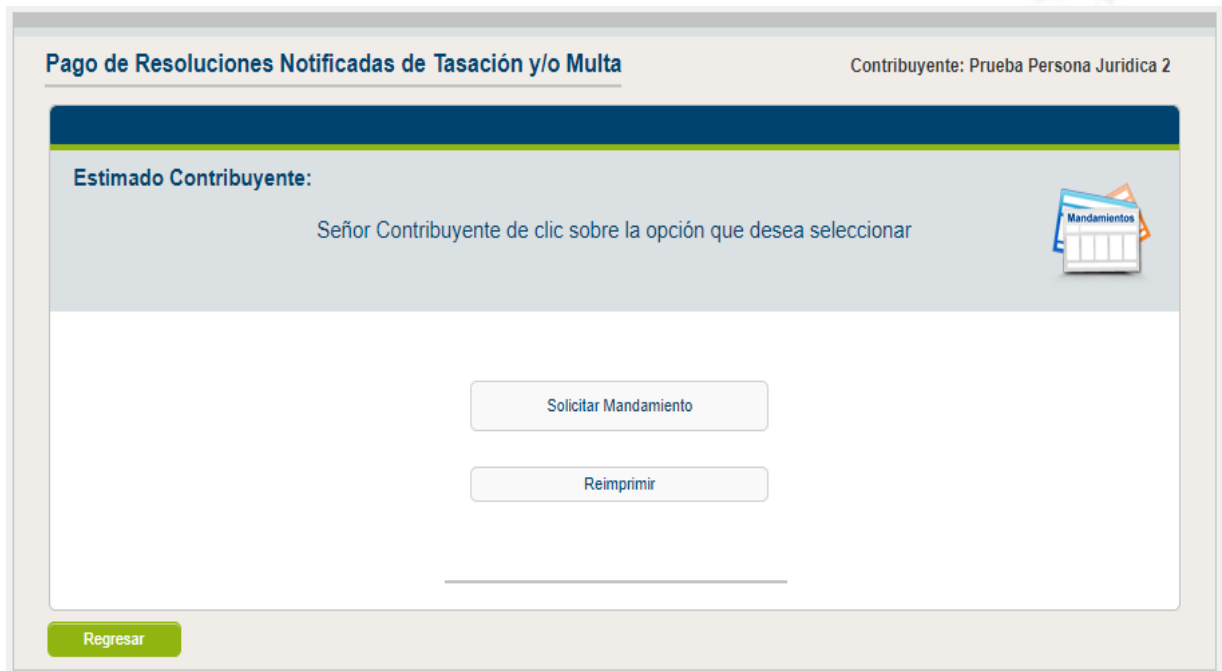 Pago de Resoluciones Notificadas de Tasación y/o Multa
Contribuyente: Prueba Persona Juridica 2
Estimado Contribuyente:
Señor Contribuyente de clic sobre la opción que desea seleccionar
Mandamientos
Solicitar Mandamiento
Reimprimir
Regresar